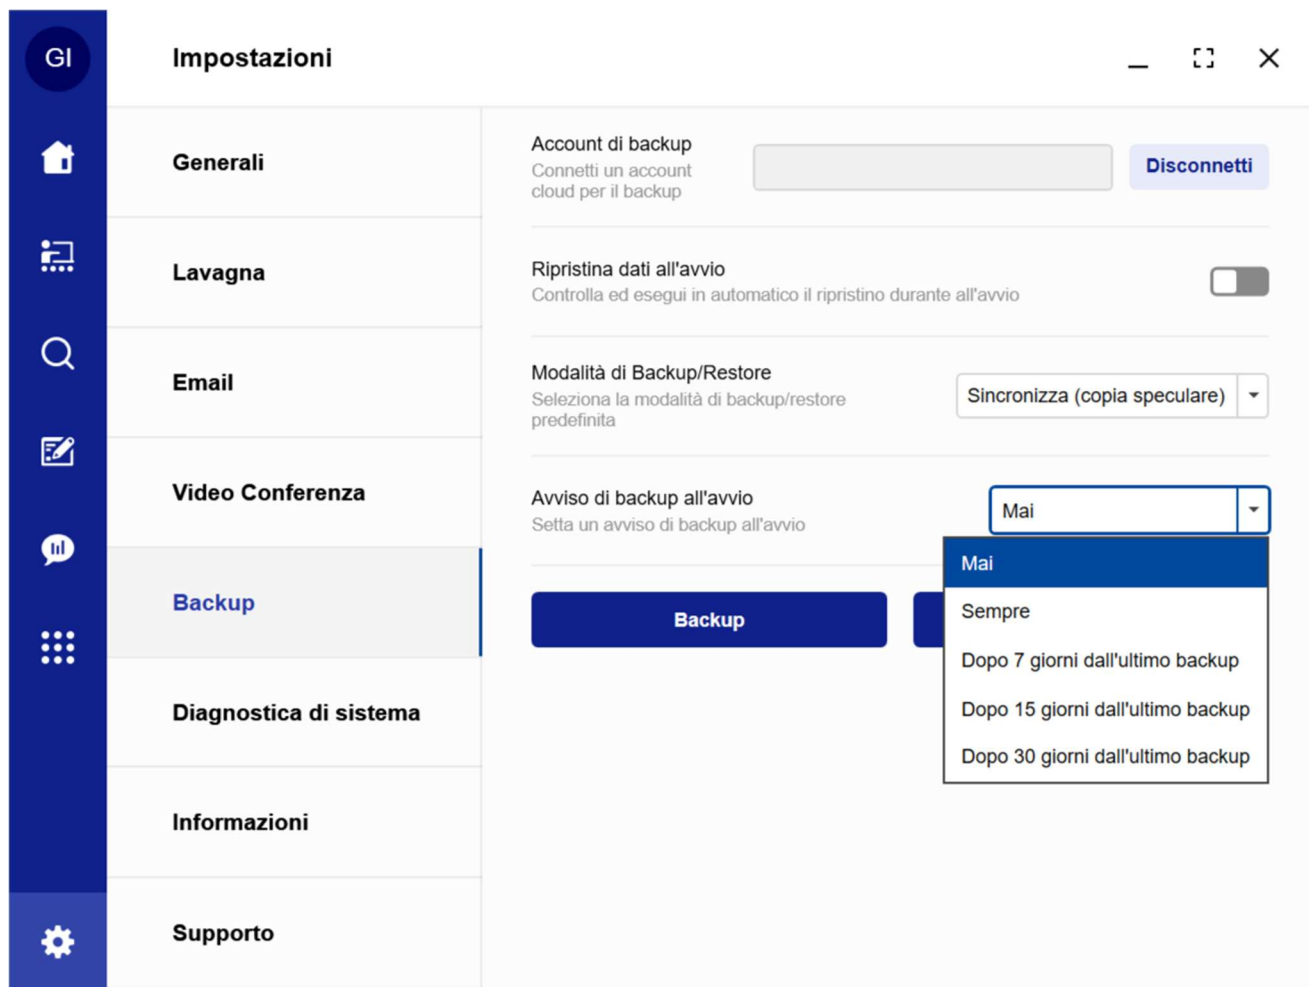 GI
Impostazioni
Generali
Lavagna
Email
Video Conferenza
Backup
Diagnostica di sistema
Informazioni
Supporto
Account di backup
Connetti un account
cloud per il backup
Disconnetti
Ripristina dati all'avvio
Controlla ed esegui in automatico il ripristino durante all'avvio
Modalità di Backup/Restore
Seleziona la modalità di backup/restore
predefinita
Sincronizza (copia speculare)
Avviso di backup all'avvio
Setta un avviso di backup all'avvio
Mai
Mai
Sempre
Dopo 7 giorni dall'ultimo backup
Dopo 15 giorni dall'ultimo backup
Dopo 30 giorni dall'ultimo backup
Backup